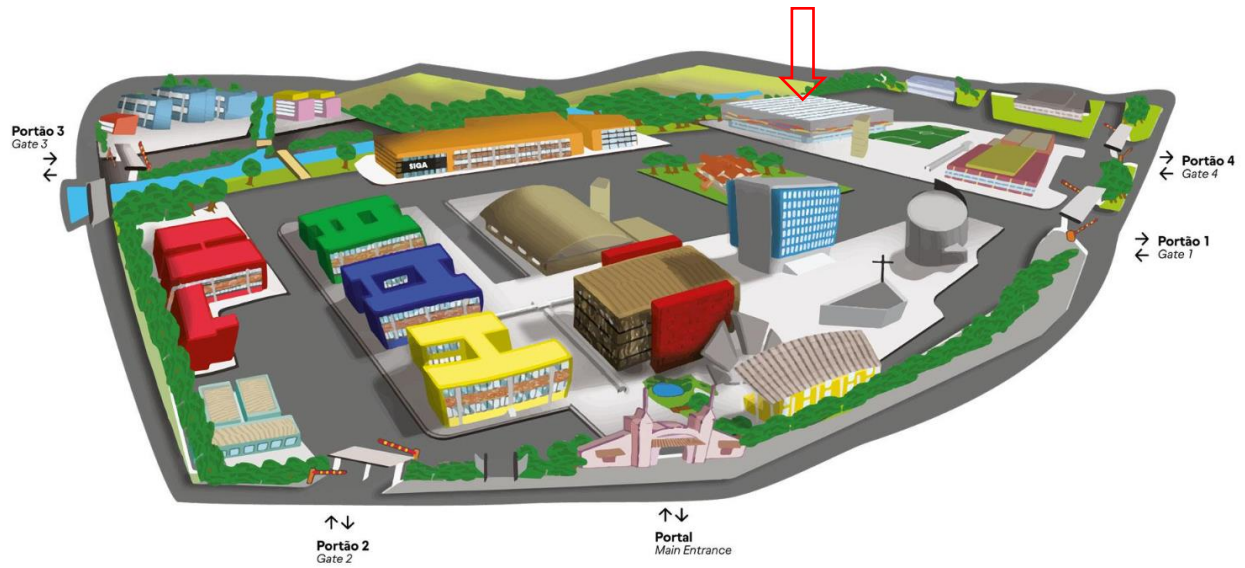 SIGA
Portão 3
Gate 3
Portão 4
Gate 4
Portão 1
Gate 1
Portão 2
Gate 2
Portal
Main Entrance